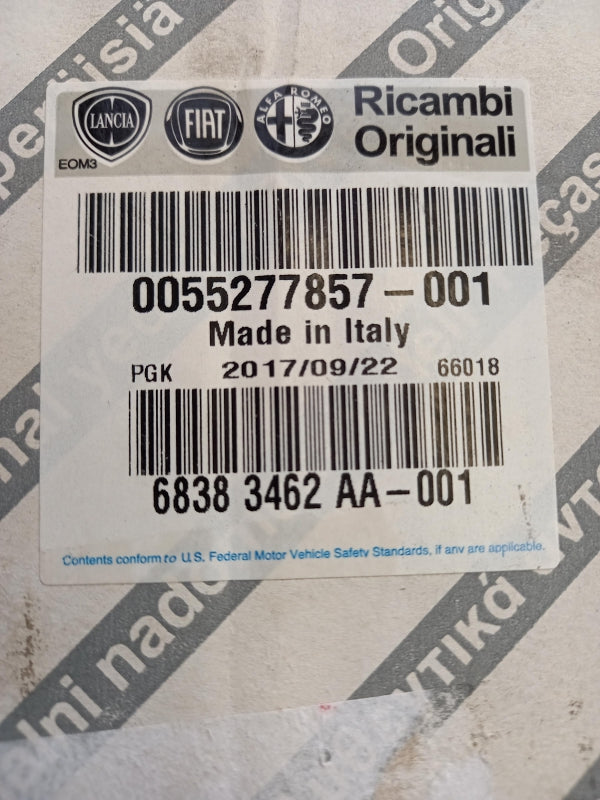 LANCIA
FIAT
ALFA ROMEO
Ricambi
Originali
EOM3
0055277857-001
Made in Italy
PGK 2017/09/22 66018
6838 3462 AA-001
Contents conform to U.S. Federal Motor Vehicle Safety Standards, if any are applicable.